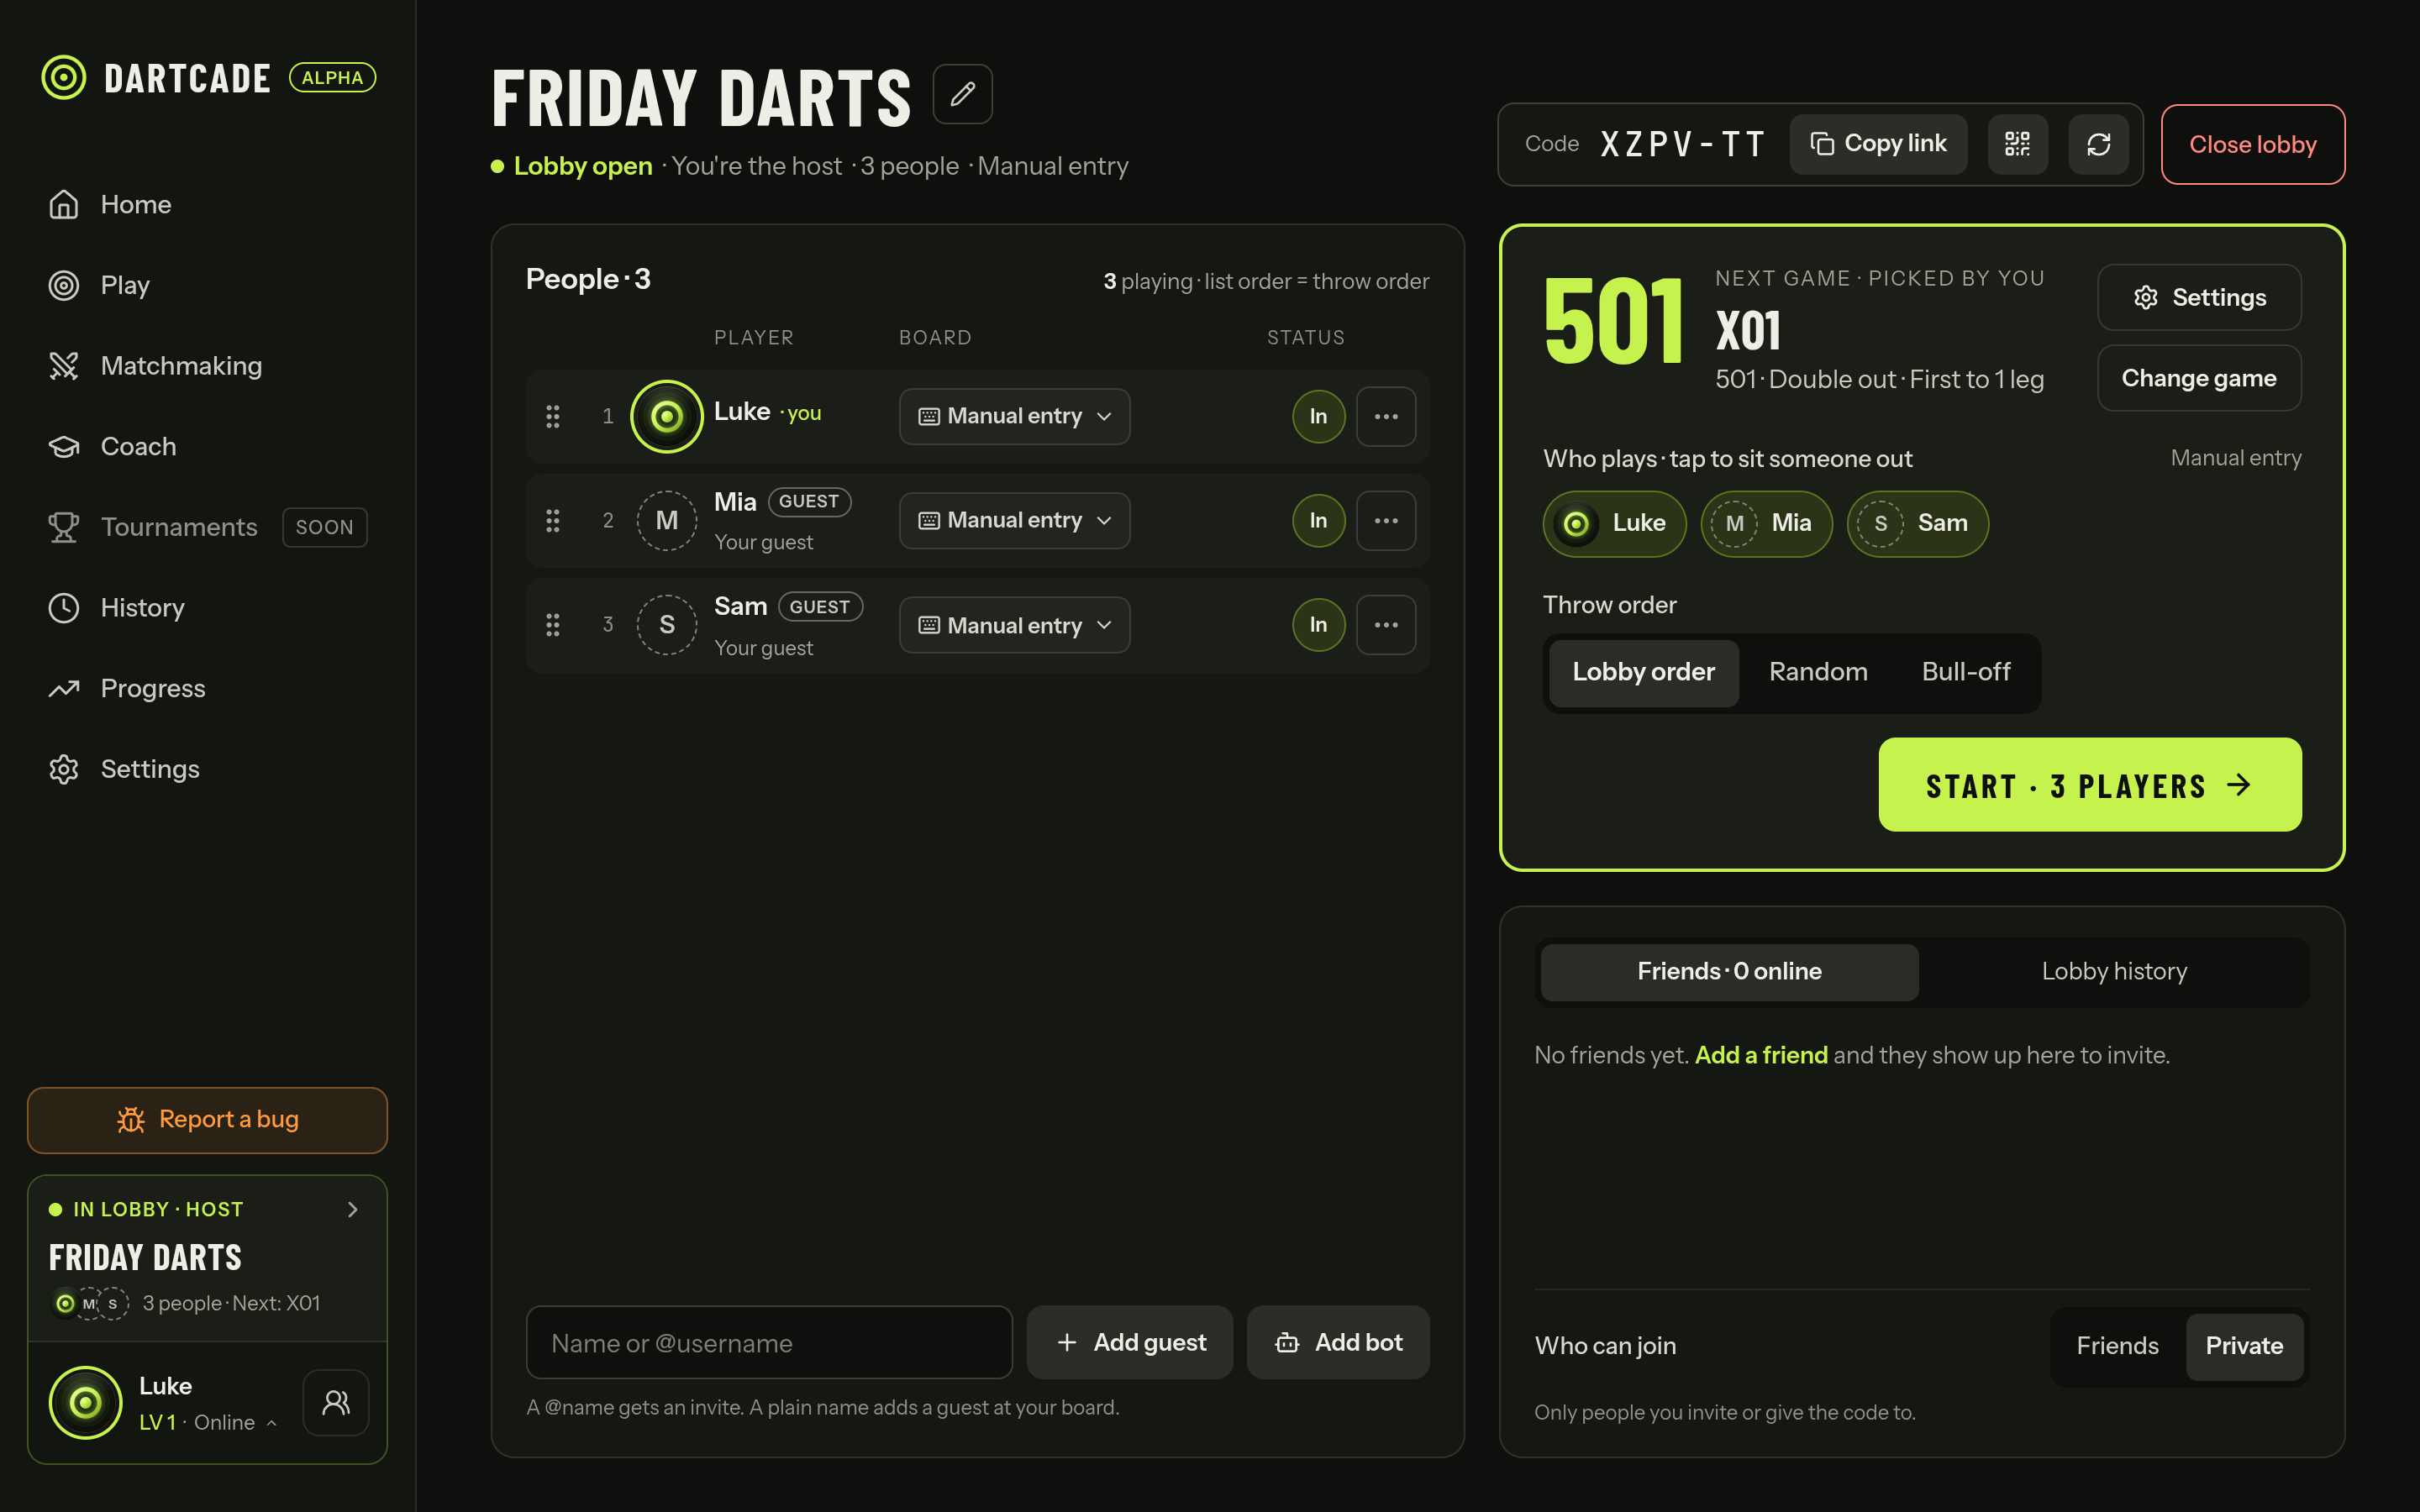 DARTCADE ALPHA
Home
Play
Matchmaking
Coach
Tournaments SOON
History
Progress
Settings
Report a bug
IN LOBBY · HOST
FRIDAY DARTS
M S 3 people · Next: X01
Luke
LV 1 · Online
FRIDAY DARTS
Lobby open · You're the host · 3 people · Manual entry
Code XZPV-TT Copy link
Close lobby
People · 3
3 playing · list order = throw order
PLAYER BOARD STATUS
1 Luke · you Manual entry In
2 M Mia GUEST Manual entry In
Your guest
3 S Sam GUEST Manual entry In
Your guest
Name or @username
Add guest
Add bot
A @name gets an invite. A plain name adds a guest at your board.
501
NEXT GAME · PICKED BY YOU
X01
501 · Double out · First to 1 leg
Settings
Change game
Who plays · tap to sit someone out
Manual entry
Luke M Mia S Sam
Throw order
Lobby order Random Bull-off
START · 3 PLAYERS
Friends · 0 online Lobby history
No friends yet. Add a friend and they show up here to invite.
Who can join
Friends Private
Only people you invite or give the code to.